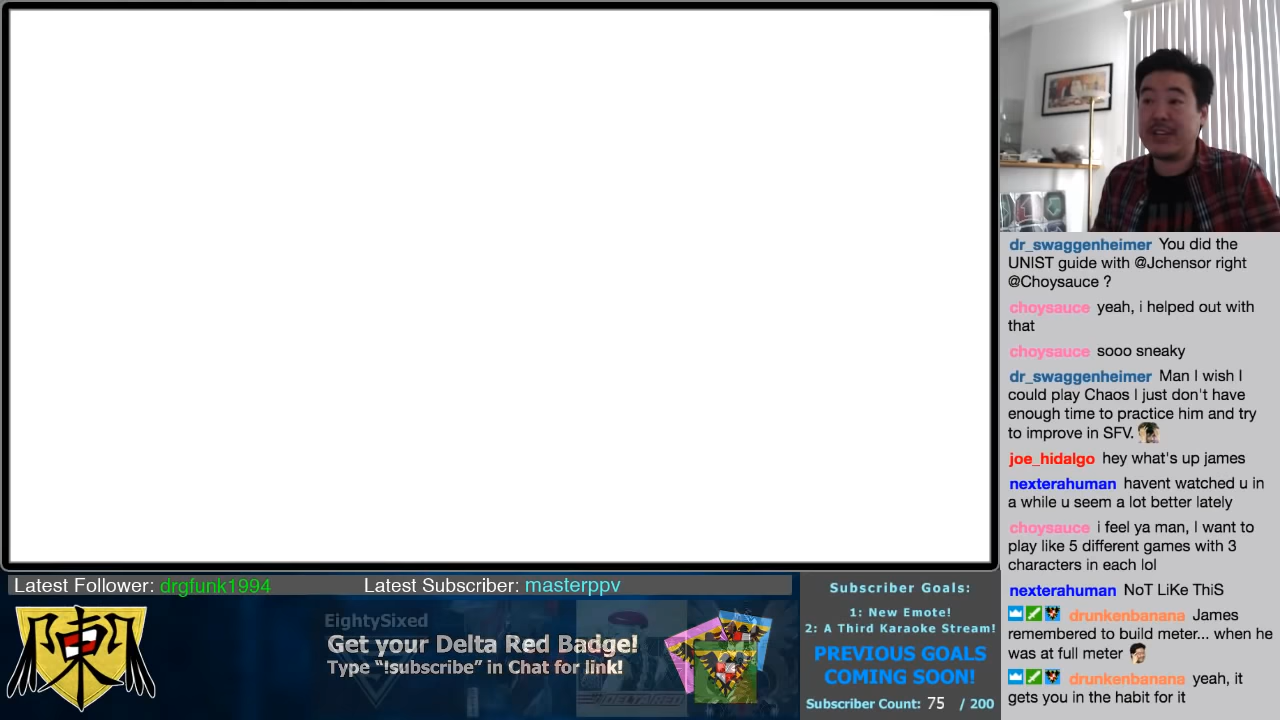 dr_swaggenheimer You did the
UNIST guide with @Jchensor right
@Choysauce ?
choysauce yeah, i helped out with
that
choysauce sooo sneaky
dr_swaggenheimer Man I wish I
could play Chaos I just don't have
enough time to practice him and try
to improve in SFV.
joe_hidalgo hey what's up james
nexterahuman havent watched u in
a while u seem a lot better lately
choysauce i feel ya man, I want to
play like 5 different games with 3
characters in each lol
nexterahuman NoT LiKe ThiS
drunkenbanana James
remembered to build meter... when he
was at full meter
drunkenbanana yeah, it
gets you in the habit for it
Latest Follower: drgfunk1994
Latest Subscriber: masterppv
EightySixed
Get your Delta Red Badge!
Type "!subscribe" in Chat for link!
Subscriber Goals:
1: New Emote!
2: A Third Karaoke Stream!
PREVIOUS GOALS
COMING SOON!
Subscriber Count: 75 / 200